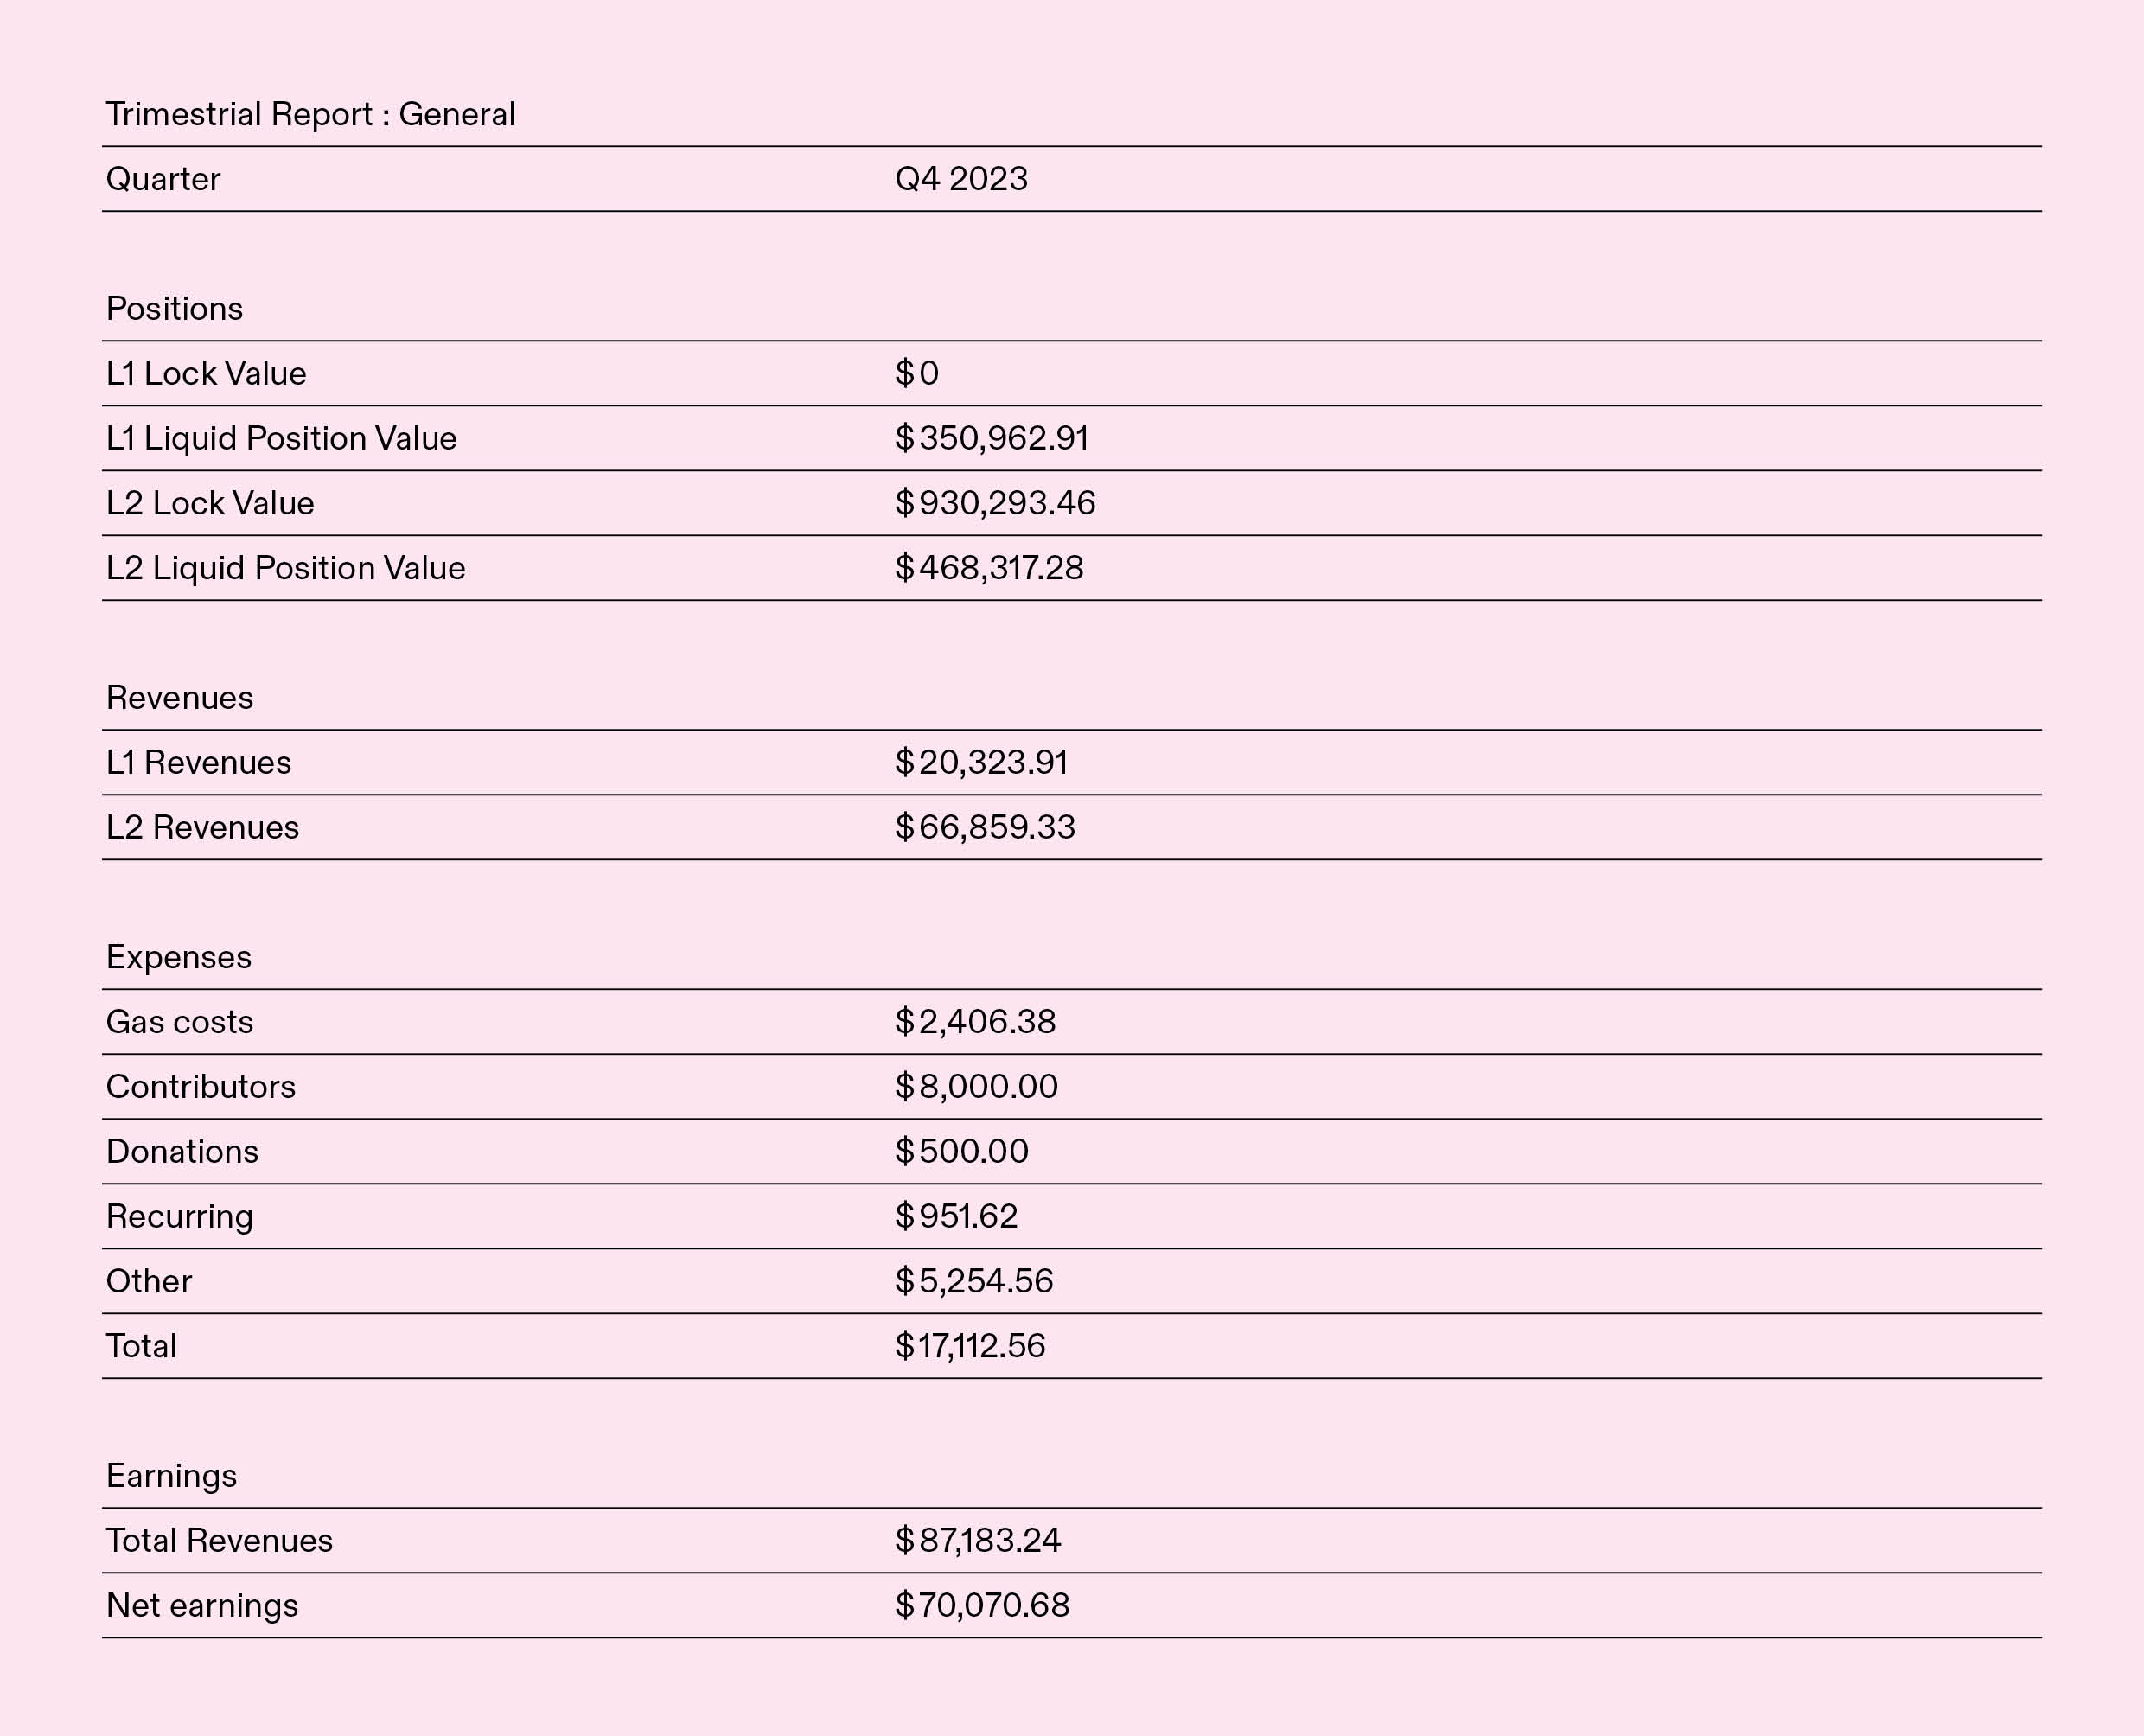 Trimestrial Report : General
Quarter Q4 2023
Positions
L1 Lock Value $0
L1 Liquid Position Value $350,962.91
L2 Lock Value $930,293.46
L2 Liquid Position Value $468,317.28
Revenues
L1 Revenues $20,323.91
L2 Revenues $66,859.33
Expenses
Gas costs $2,406.38
Contributors $8,000.00
Donations $500.00
Recurring $951.62
Other $5,254.56
Total $17,112.56
Earnings
Total Revenues $87,183.24
Net earnings $70,070.68